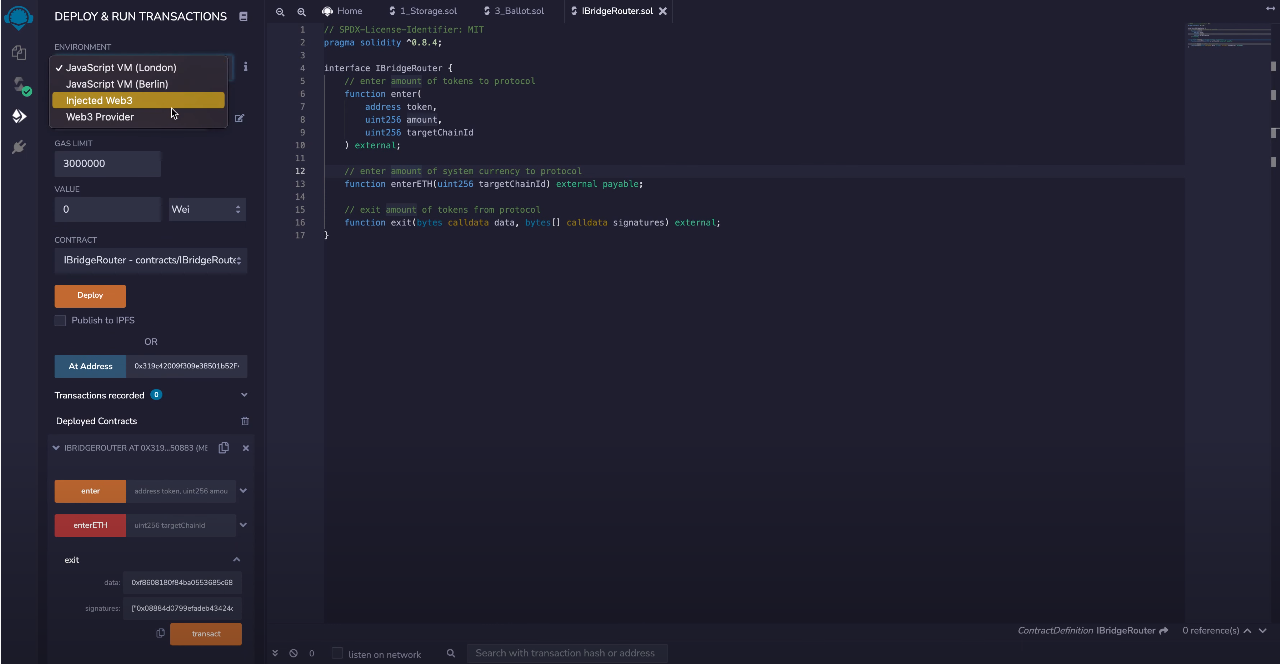 DEPLOY & RUN TRANSACTIONS
ENVIRONMENT
JavaScript VM (London)
JavaScript VM (Berlin)
Injected Web3
Web3 Provider
GAS LIMIT
3000000
VALUE
0
Wei
CONTRACT
IBridgeRouter - contracts/IBridgeRoute
Deploy
Publish to IPFS
OR
At Address
0x319c42009f309e38501b52F
Transactions recorded 0
Deployed Contracts
IBRIDGEROUTER AT 0X319...50883 (ME
enter
address token, uint256 amou
enterETH
uint256 targetChainId
exit
data:
0xf8608180f84ba0553685c68
signatures:
["0x08864d0799efadeb43424c
transact
Home
1_Storage.sol
3_Ballot.sol
IBridgeRouter.sol
1 // SPDX-License-Identifier: MIT
2 pragma solidity ^0.8.4;
3
4 interface IBridgeRouter {
5 // enter amount of tokens to protocol
6 function enter(
7 address token,
8 uint256 amount,
9 uint256 targetChainId
10 ) external;
11
12 // enter amount of system currency to protocol
13 function enterETH(uint256 targetChainId) external payable;
14
15 // exit amount of tokens from protocol
16 function exit(bytes calldata data, bytes[] calldata signatures) external;
17 }
ContractDefinition IBridgeRouter
0 reference(s)
0
listen on network
Search with transaction hash or address